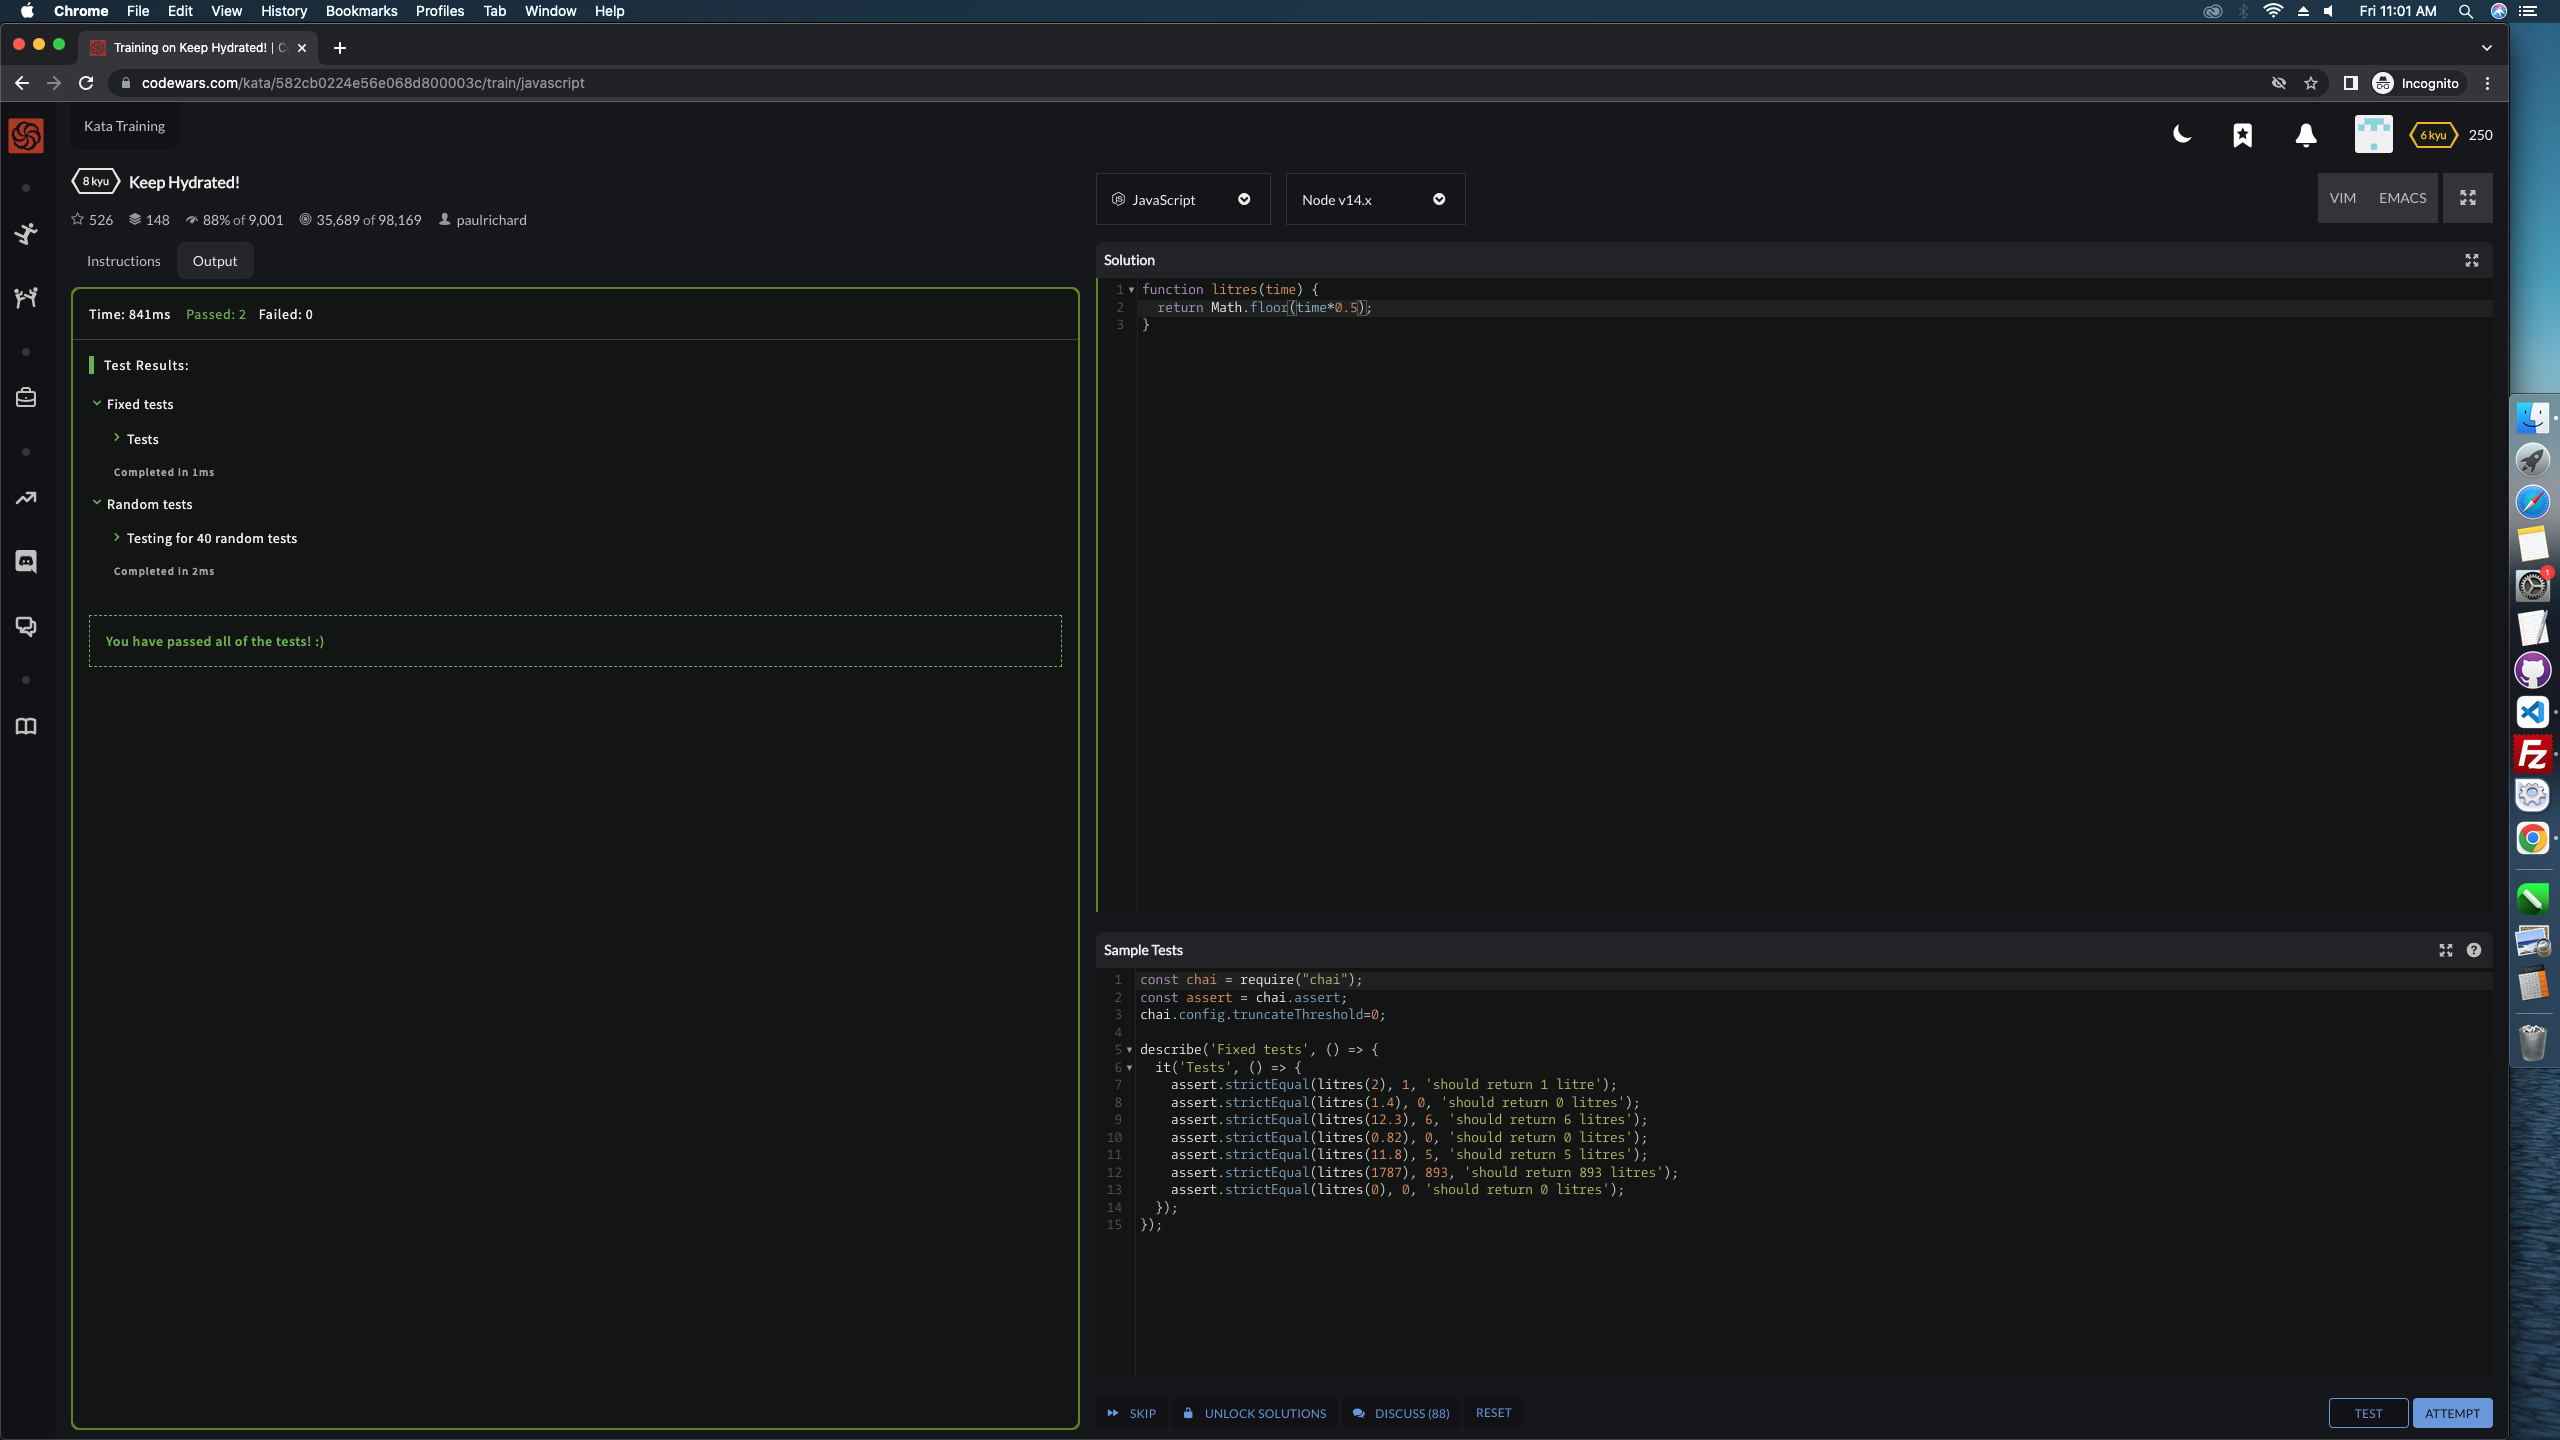 Chrome File Edit View History Bookmarks Profiles Tab Window Help Fri 11:01 AM
Training on Keep Hydrated! | C
codewars.com/kata/582cb0224e56e068d800003c/train/javascript Incognito
Kata Training
6 kyu 250
8 kyu Keep Hydrated!
526 148 88% of 9,001 35,689 of 98,169 paulrichard
JavaScript Node v14.x VIM EMACS
Instructions Output
Time: 841ms Passed: 2 Failed: 0
Test Results:
Fixed tests
Tests
Completed in 1ms
Random tests
Testing for 40 random tests
Completed in 2ms
You have passed all of the tests! :)
Solution
1 function litres(time) {
2 return Math.floor(time*0.5);
3 }
Sample Tests
1 const chai = require("chai");
2 const assert = chai.assert;
3 chai.config.truncateThreshold=0;
4
5 describe('Fixed tests', () => {
6 it('Tests', () => {
7 assert.strictEqual(litres(2), 1, 'should return 1 litre');
8 assert.strictEqual(litres(1.4), 0, 'should return 0 litres');
9 assert.strictEqual(litres(12.3), 6, 'should return 6 litres');
10 assert.strictEqual(litres(0.82), 0, 'should return 0 litres');
11 assert.strictEqual(litres(11.8), 5, 'should return 5 litres');
12 assert.strictEqual(litres(1787), 893, 'should return 893 litres');
13 assert.strictEqual(litres(0), 0, 'should return 0 litres');
14 });
15 });
SKIP UNLOCK SOLUTIONS DISCUSS (88) RESET TEST ATTEMPT
1
FZ